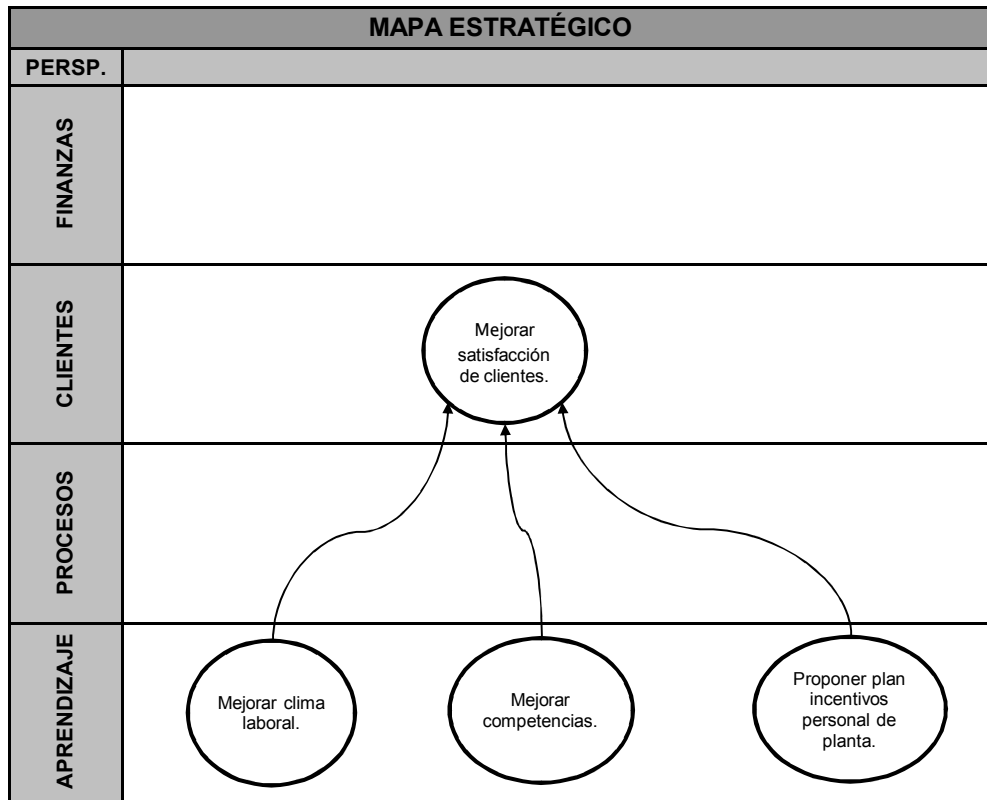 MAPA ESTRATÉGICO
PERSP.
FINANZAS
CLIENTES
Mejorar
satisfacción
de clientes.
PROCESOS
APRENDIZAJE
Mejorar clima
laboral.
Mejorar
competencias.
Proponer plan
incentivos
personal de
planta.